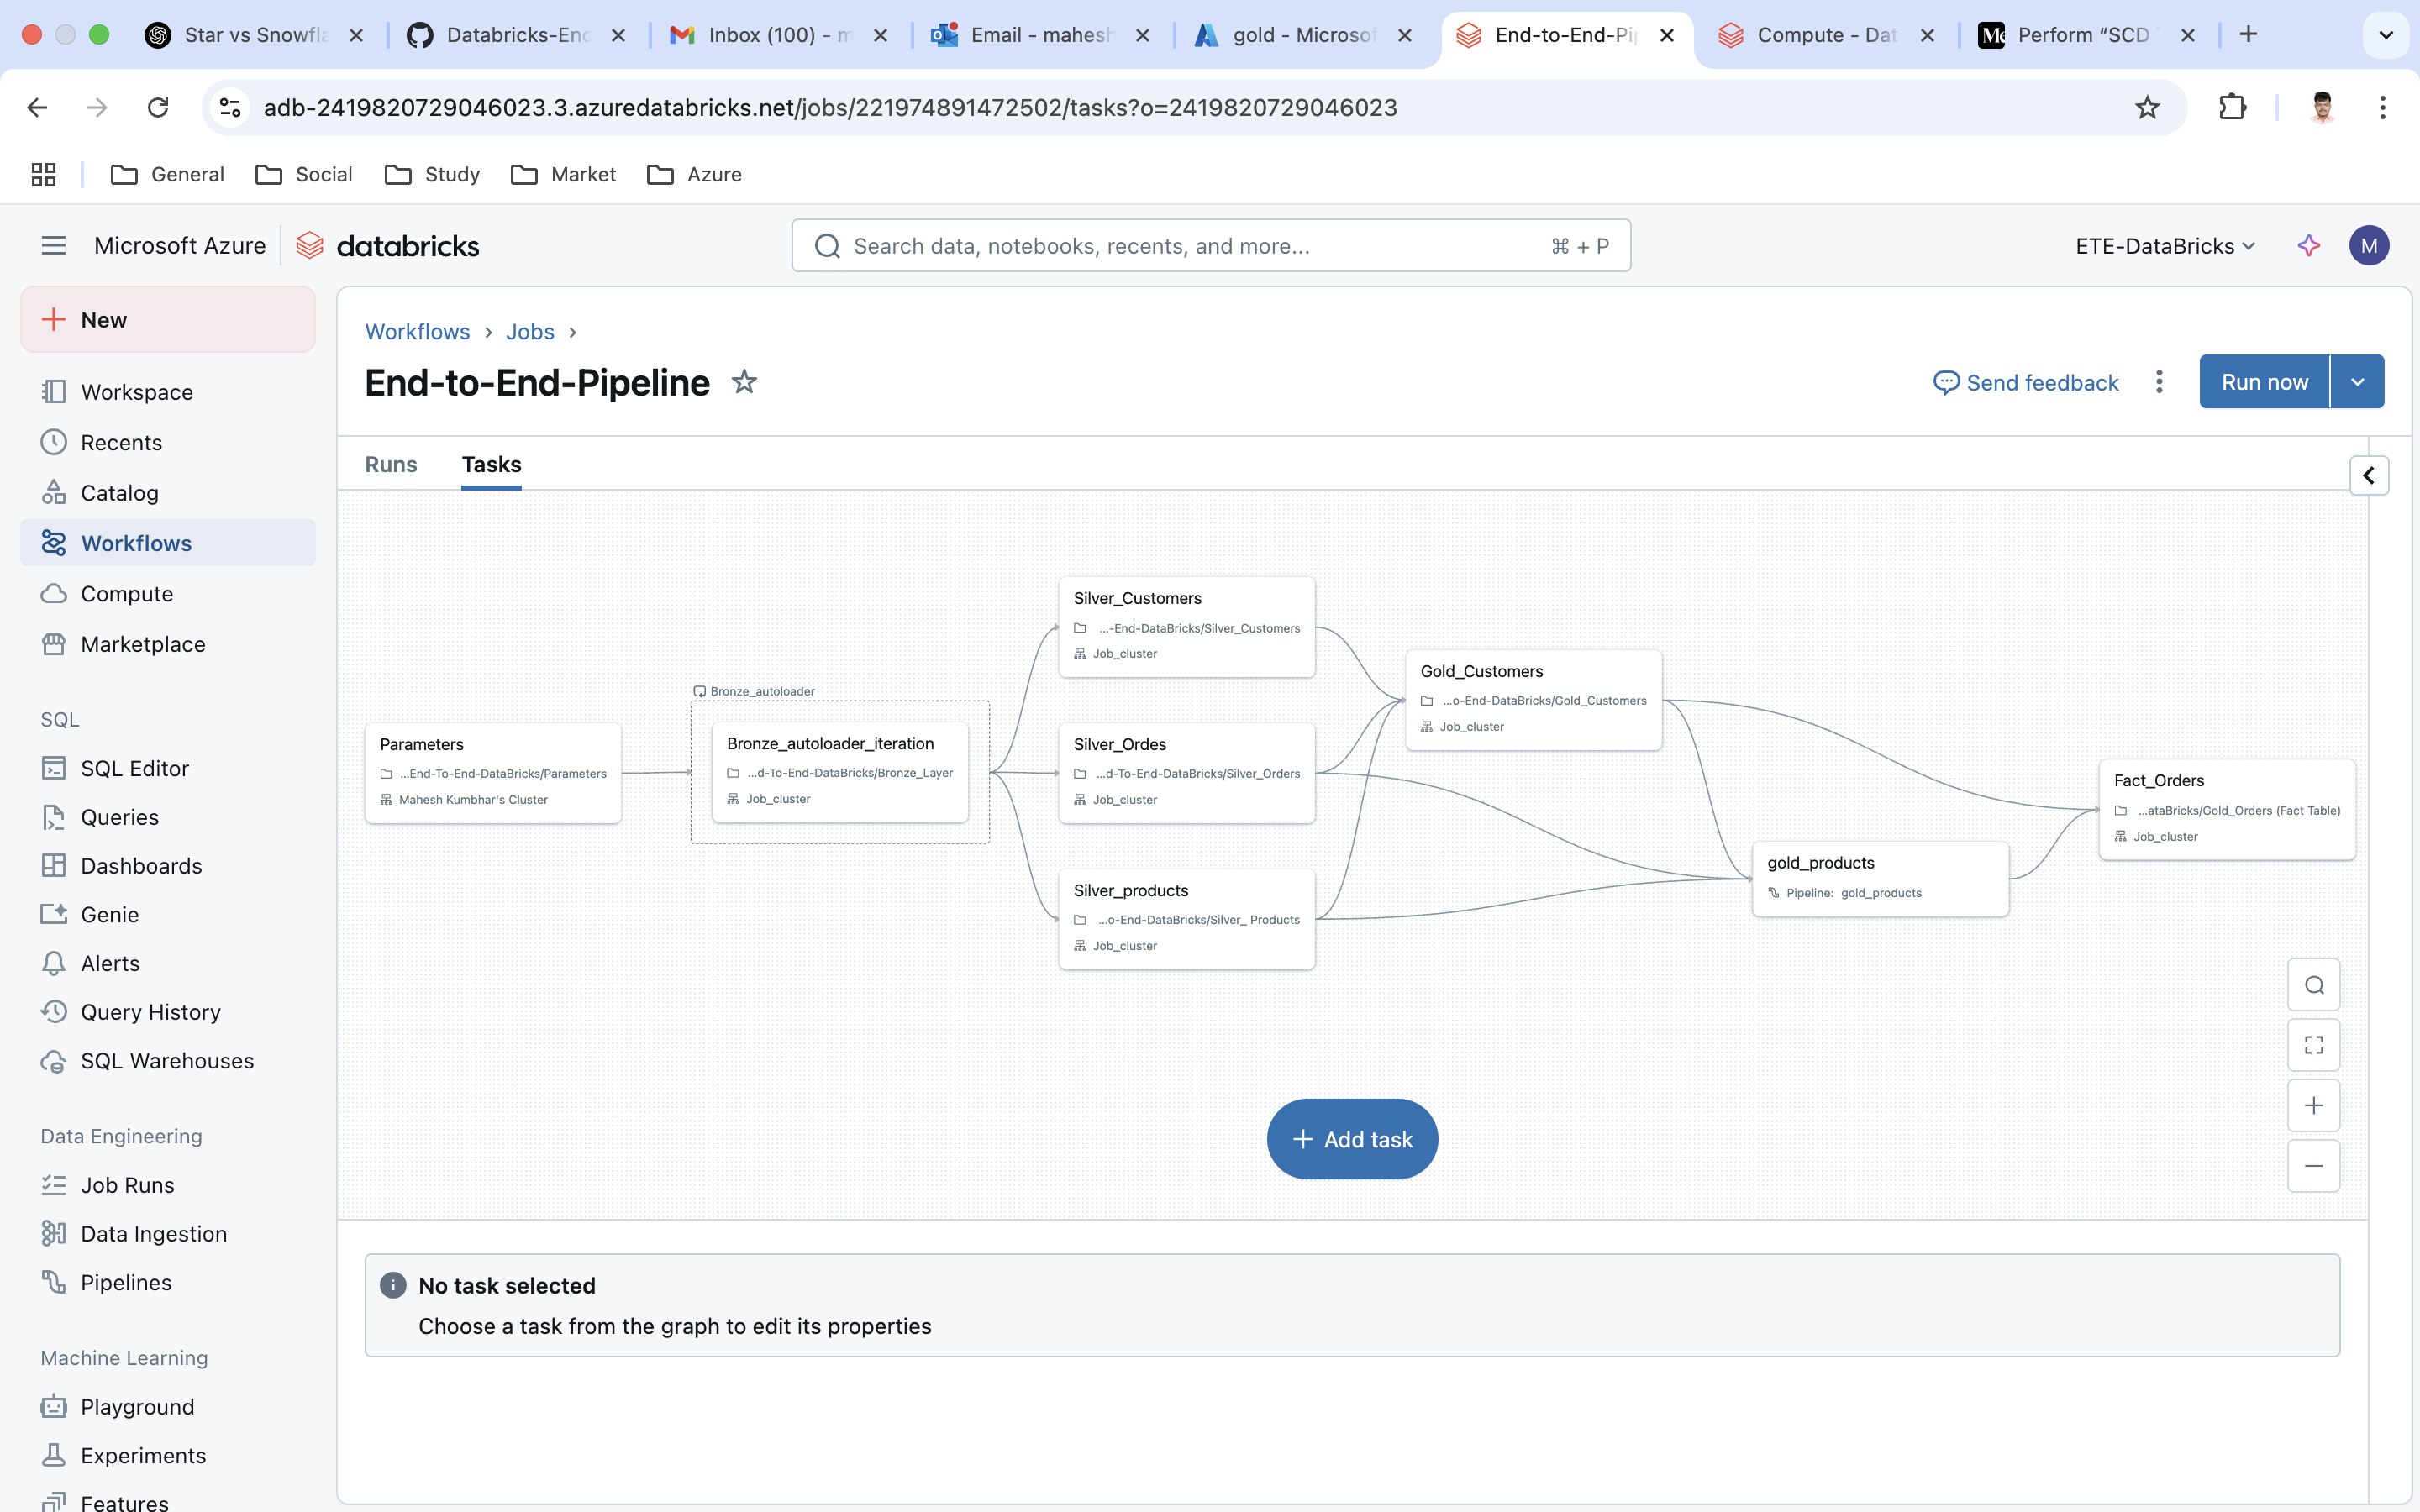 Star vs Snowfla
Databricks-End
Inbox (100) - m
Email - mahesh
gold - Microsof
End-to-End-Pip
Compute - Dat
Perform “SCD
adb-2419820729046023.3.azuredatabricks.net/jobs/221974891472502/tasks?o=2419820729046023
General
Social
Study
Market
Azure
Microsoft Azure
databricks
Search data, notebooks, recents, and more...
⌘ + P
ETE-DataBricks
M
New
Workspace
Recents
Catalog
Workflows
Compute
Marketplace
SQL
SQL Editor
Queries
Dashboards
Genie
Alerts
Query History
SQL Warehouses
Data Engineering
Job Runs
Data Ingestion
Pipelines
Machine Learning
Playground
Experiments
Features
Workflows › Jobs ›
End-to-End-Pipeline
Send feedback
Run now
Runs
Tasks
Parameters
...End-To-End-DataBricks/Parameters
Mahesh Kumbhar's Cluster
Bronze_autoloader
Bronze_autoloader_iteration
...d-To-End-DataBricks/Bronze_Layer
Job_cluster
Silver_Customers
...-End-DataBricks/Silver_Customers
Job_cluster
Silver_Ordes
...d-To-End-DataBricks/Silver_Orders
Job_cluster
Silver_products
...o-End-DataBricks/Silver_ Products
Job_cluster
Gold_Customers
...o-End-DataBricks/Gold_Customers
Job_cluster
gold_products
Pipeline: gold_products
Fact_Orders
...ataBricks/Gold_Orders (Fact Table)
Job_cluster
+ Add task
No task selected
Choose a task from the graph to edit its properties